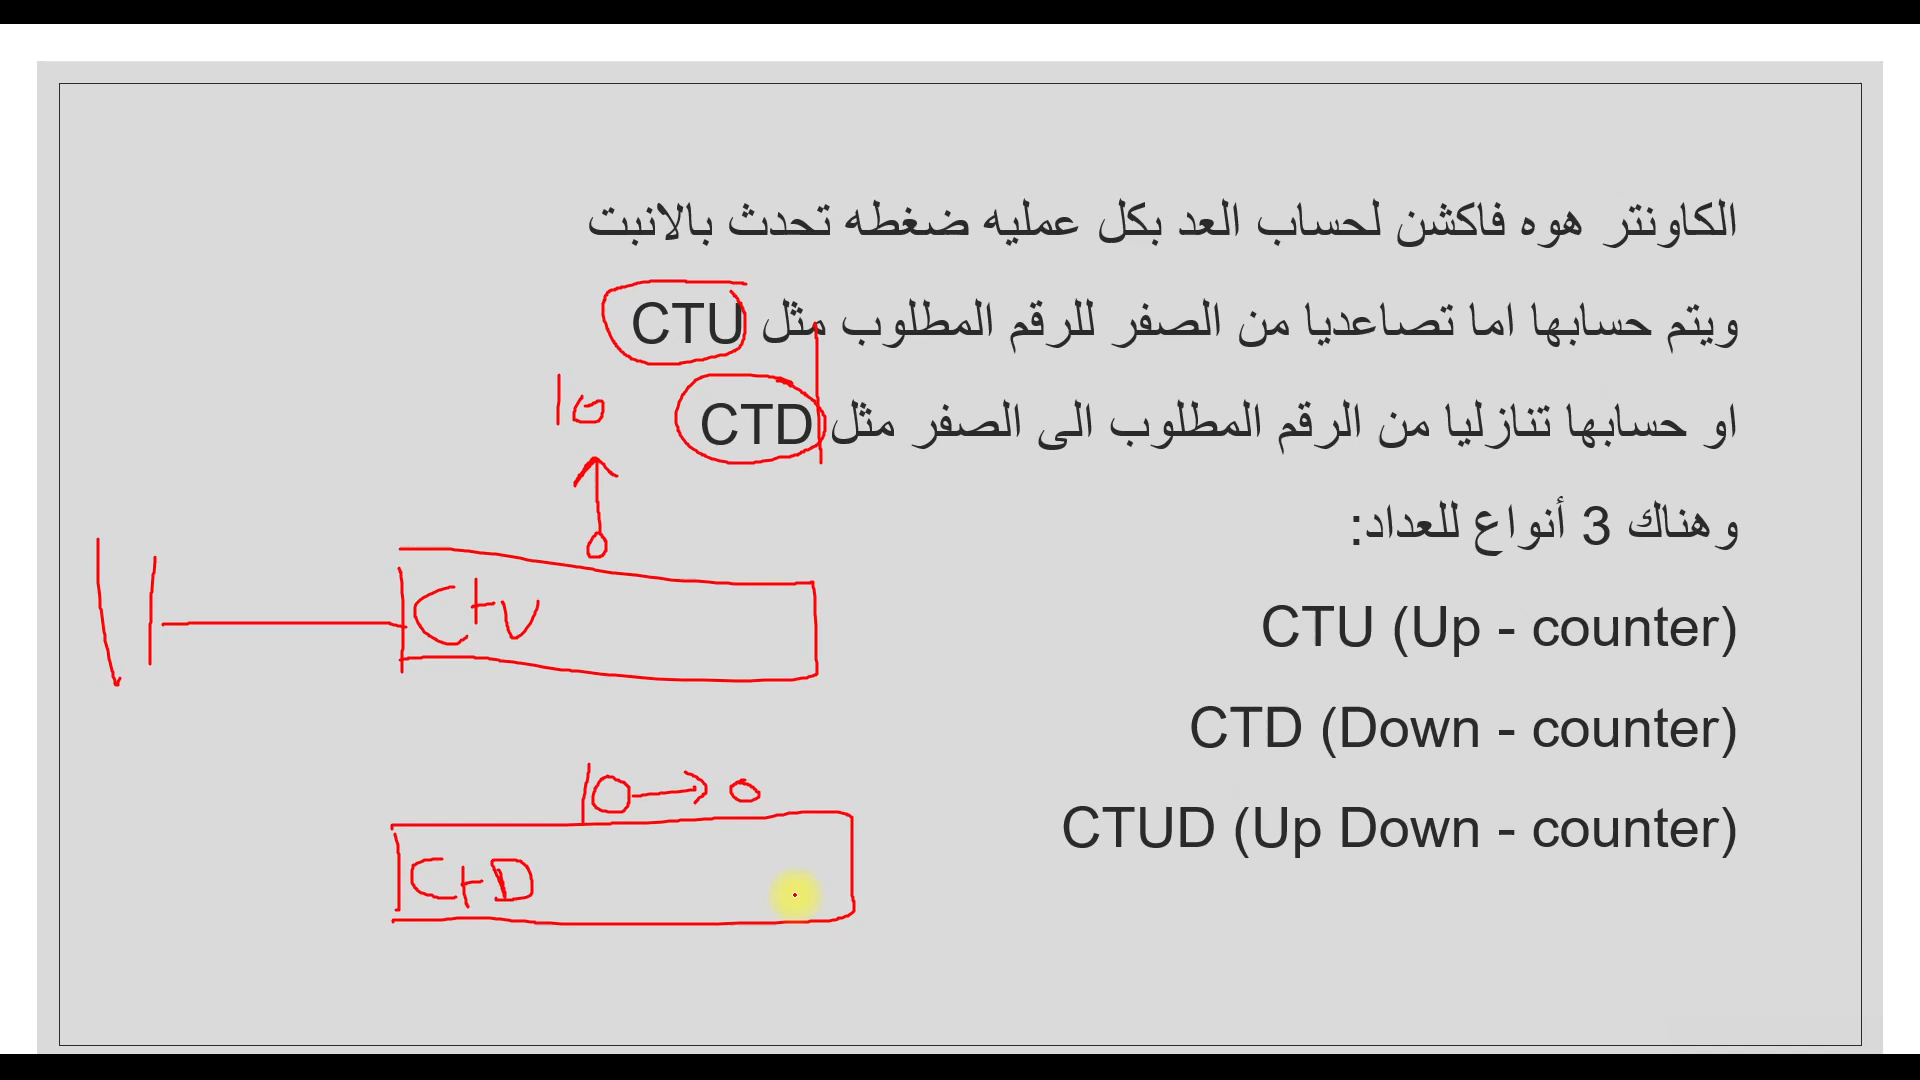 الكاونتر هوه فاكشن لحساب العد بكل عمليه ضغطه تحدث بالانبت
ويتم حسابها اما تصاعديا من الصفر للرقم المطلوب مثل CTU
او حسابها تنازليا من الرقم المطلوب الى الصفر مثل CTD
وهناك 3 أنواع للعداد:
CTU (Up - counter)
CTD (Down - counter)
CTUD (Up Down - counter)
10
0
CtU
10 → 0
CtD